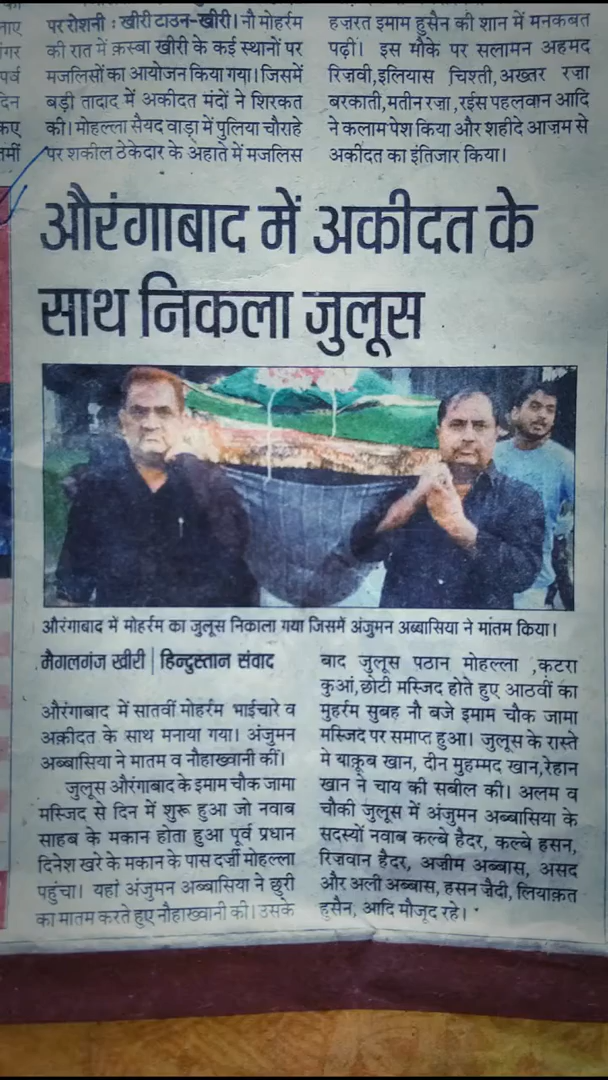 पर रोशनी : खीरी टाउन-खीरी। नौ मोहर्रम
की रात में क़स्बा खीरी के कई स्थानों पर
मजलिसों का आयोजन किया गया। जिसमें
बड़ी तादाद में अकीदत मंदों ने शिरकत
की। मोहल्ला सैयद वाड़ा में पुलिया चौराहे
पर शकील ठेकेदार के अहाते में मजलिस
हज़रत इमाम हुसैन की शान में मनकबत
पढ़ीं। इस मौके पर सलामन अहमद
रिज़वी,इलियास चिश्ती,अख्तर रजा
बरकाती,मतीन रजा ,रईस पहलवान आदि
ने कलाम पेश किया और शहीदे आज़म से
अकीदत का इंतिजार किया।
औरंगाबाद में अकीदत के
साथ निकला जुलूस
औरंगाबाद में मोहर्रम का जुलूस निकाला गया जिसमें अंजुमन अब्बासिया ने मातम किया।
मैगलगंज खीरी | हिन्दुस्तान संवाद
औरंगाबाद में सातवीं मोहर्रम भाईचारे व
अक़ीदत के साथ मनाया गया। अंजुमन
अब्बासिया ने मातम व नौहाख्वानी कीं।
जुलूस औरंगाबाद के इमाम चौक जामा
मस्जिद से दिन में शुरू हुआ जो नवाब
साहब के मकान होता हुआ पूर्व प्रधान
दिनेश खरे के मकान के पास दर्जी मोहल्ला
पहुंचा। यहां अंजुमन अब्बासिया ने छुरी
का मातम करते हुए नौहाख्वानी की। उसके
बाद जुलूस पठान मोहल्ला ,कटरा
कुआं,छोटी मस्जिद होते हुए आठवीं का
मुहर्रम सुबह नौ बजे इमाम चौक जामा
मस्जिद पर समाप्त हुआ। जुलूस के रास्ते
मे याक़ूब खान, दीन मुहम्मद खान,रेहान
खान ने चाय की सबील की। अलम व
चौकी जुलूस में अंजुमन अब्बासिया के
सदस्यों नवाब कल्बे हैदर, कल्बे हसन,
रिज़वान हैदर, अज़ीम अब्बास, असद
और अली अब्बास, हसन ज़ैदी, लियाक़त
हुसैन, आदि मौजूद रहे।